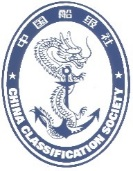 中国船级社
CHINA CLASSIFICATION SOCIETY